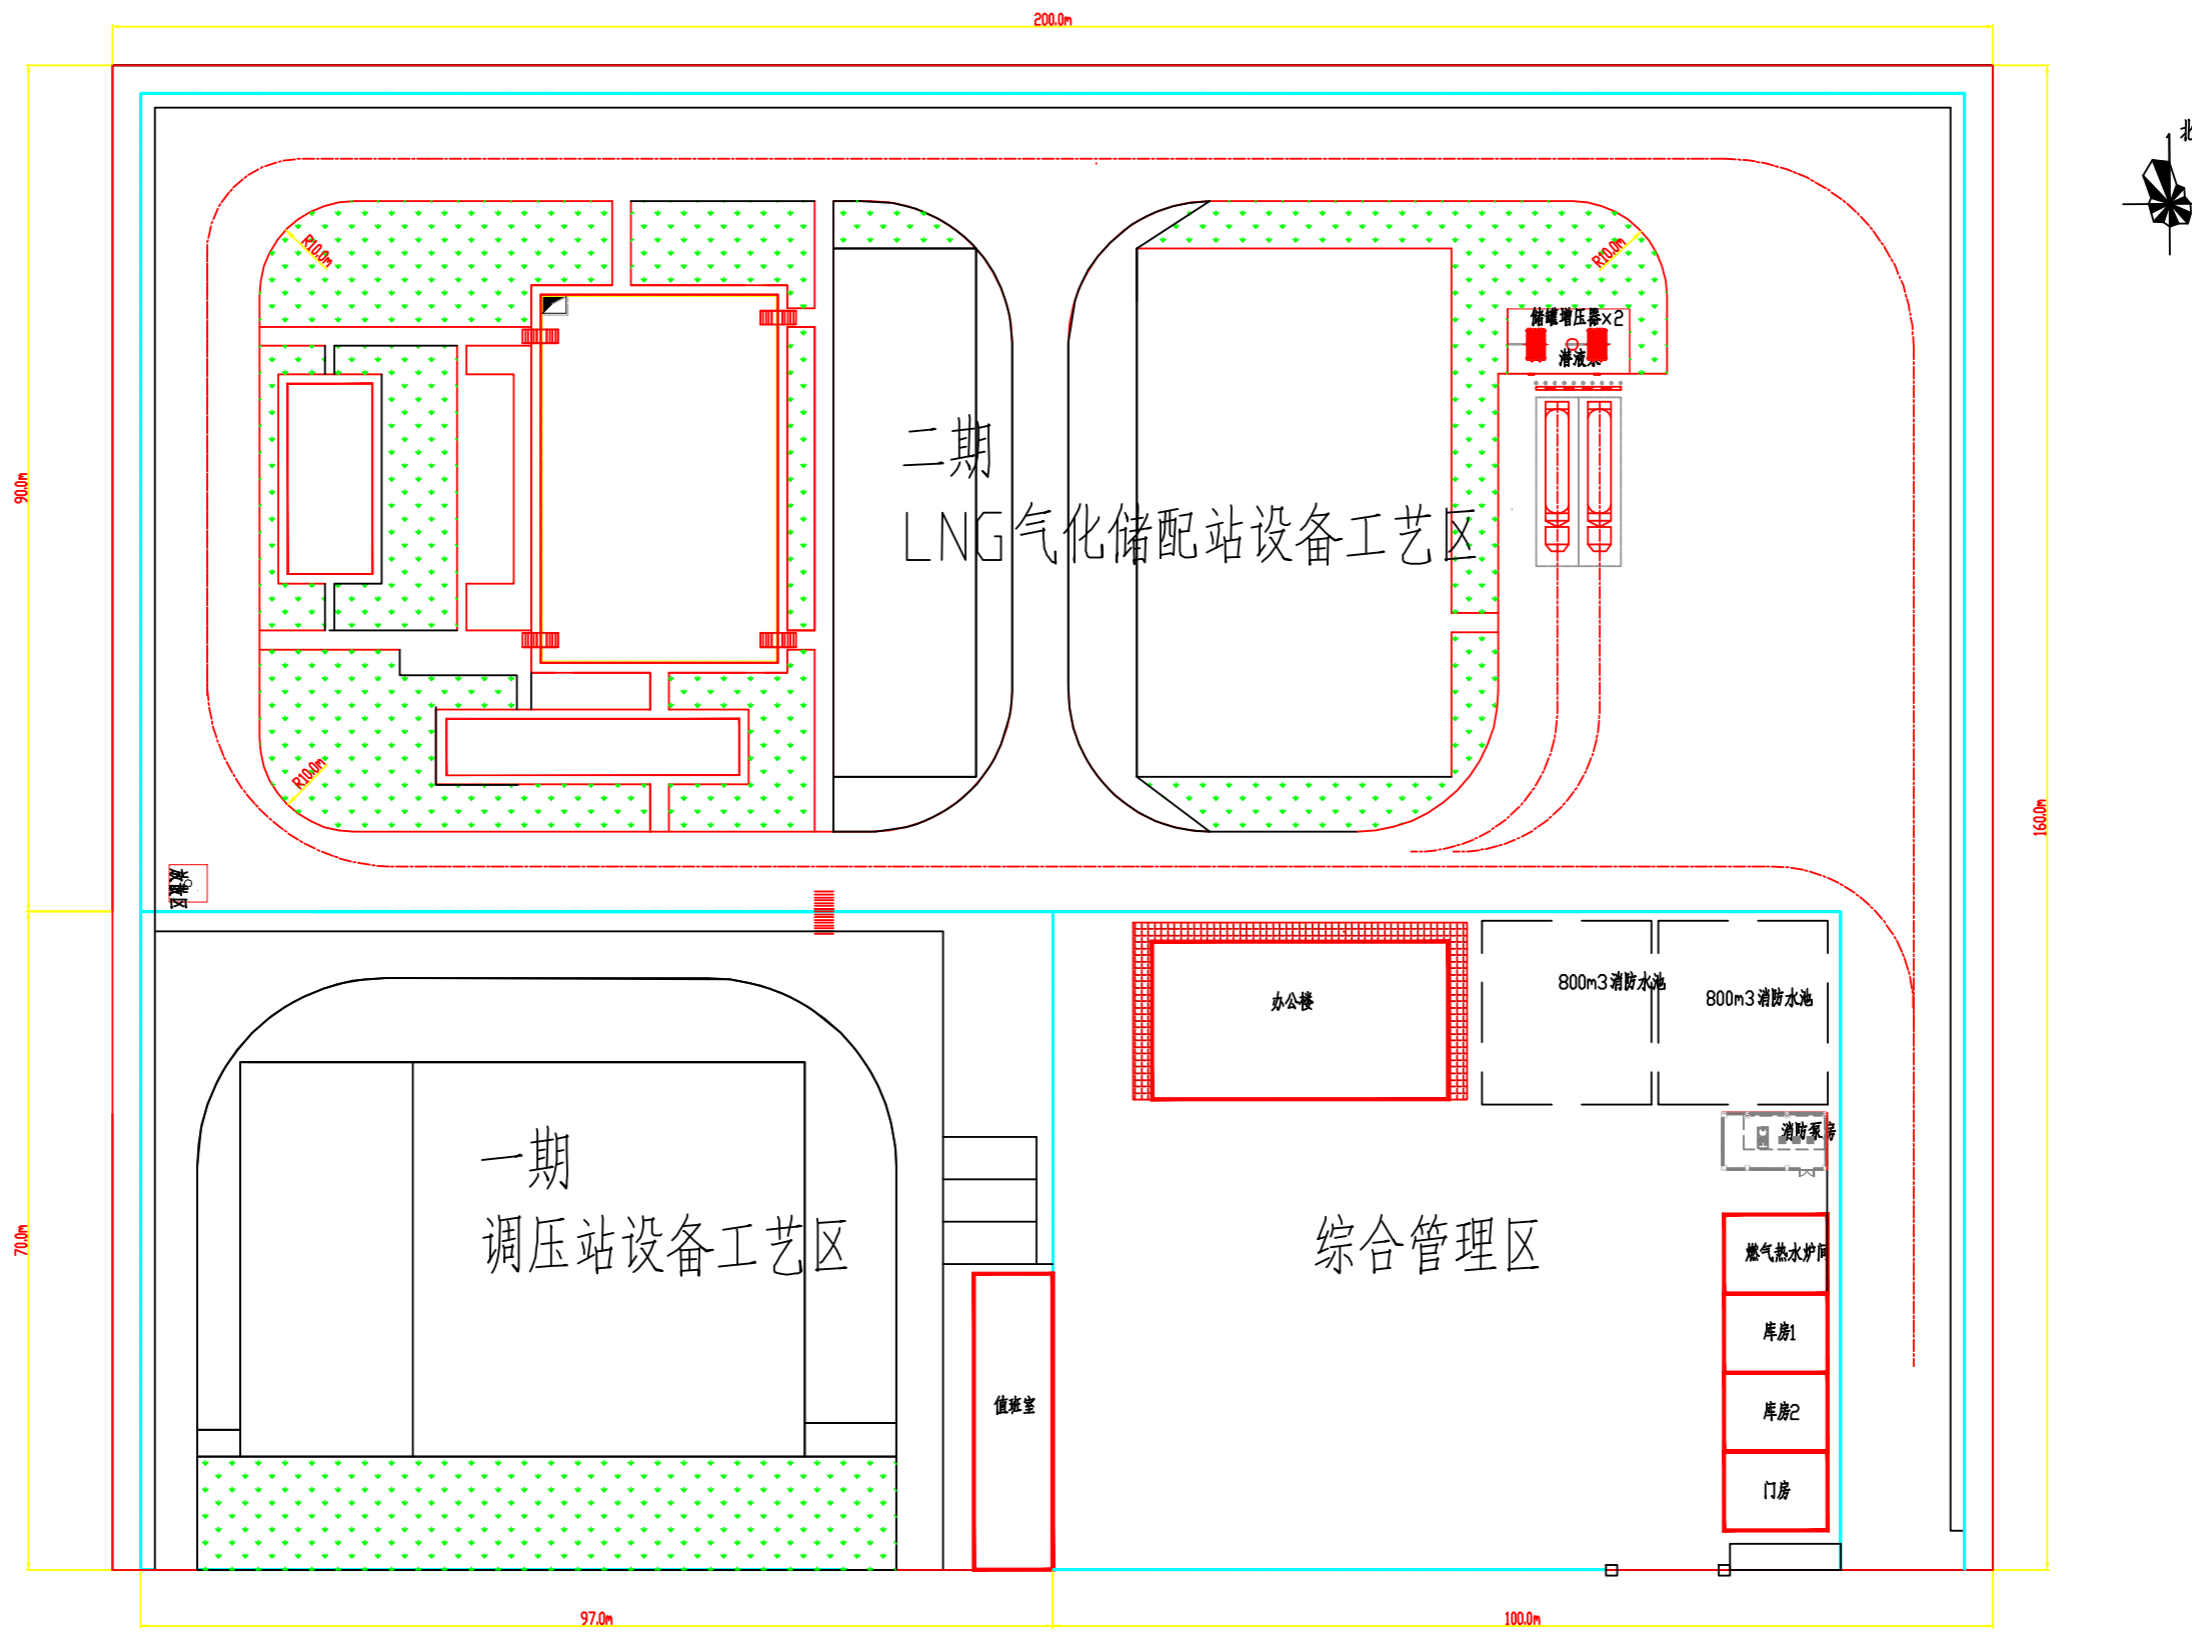 200.0m
北
R10.0m
R10.0m
储罐增压器x2
潜液泵
二期
90.0m
LNG气化储配站设备工艺区
R10.0m
160.0m
放散区
800m3消防水池
800m3消防水池
办公楼
消防泵房
一期
70.0m
调压站设备工艺区
综合管理区
燃气热水炉间
库房1
值班室
库房2
门房
97.0m
100.0m